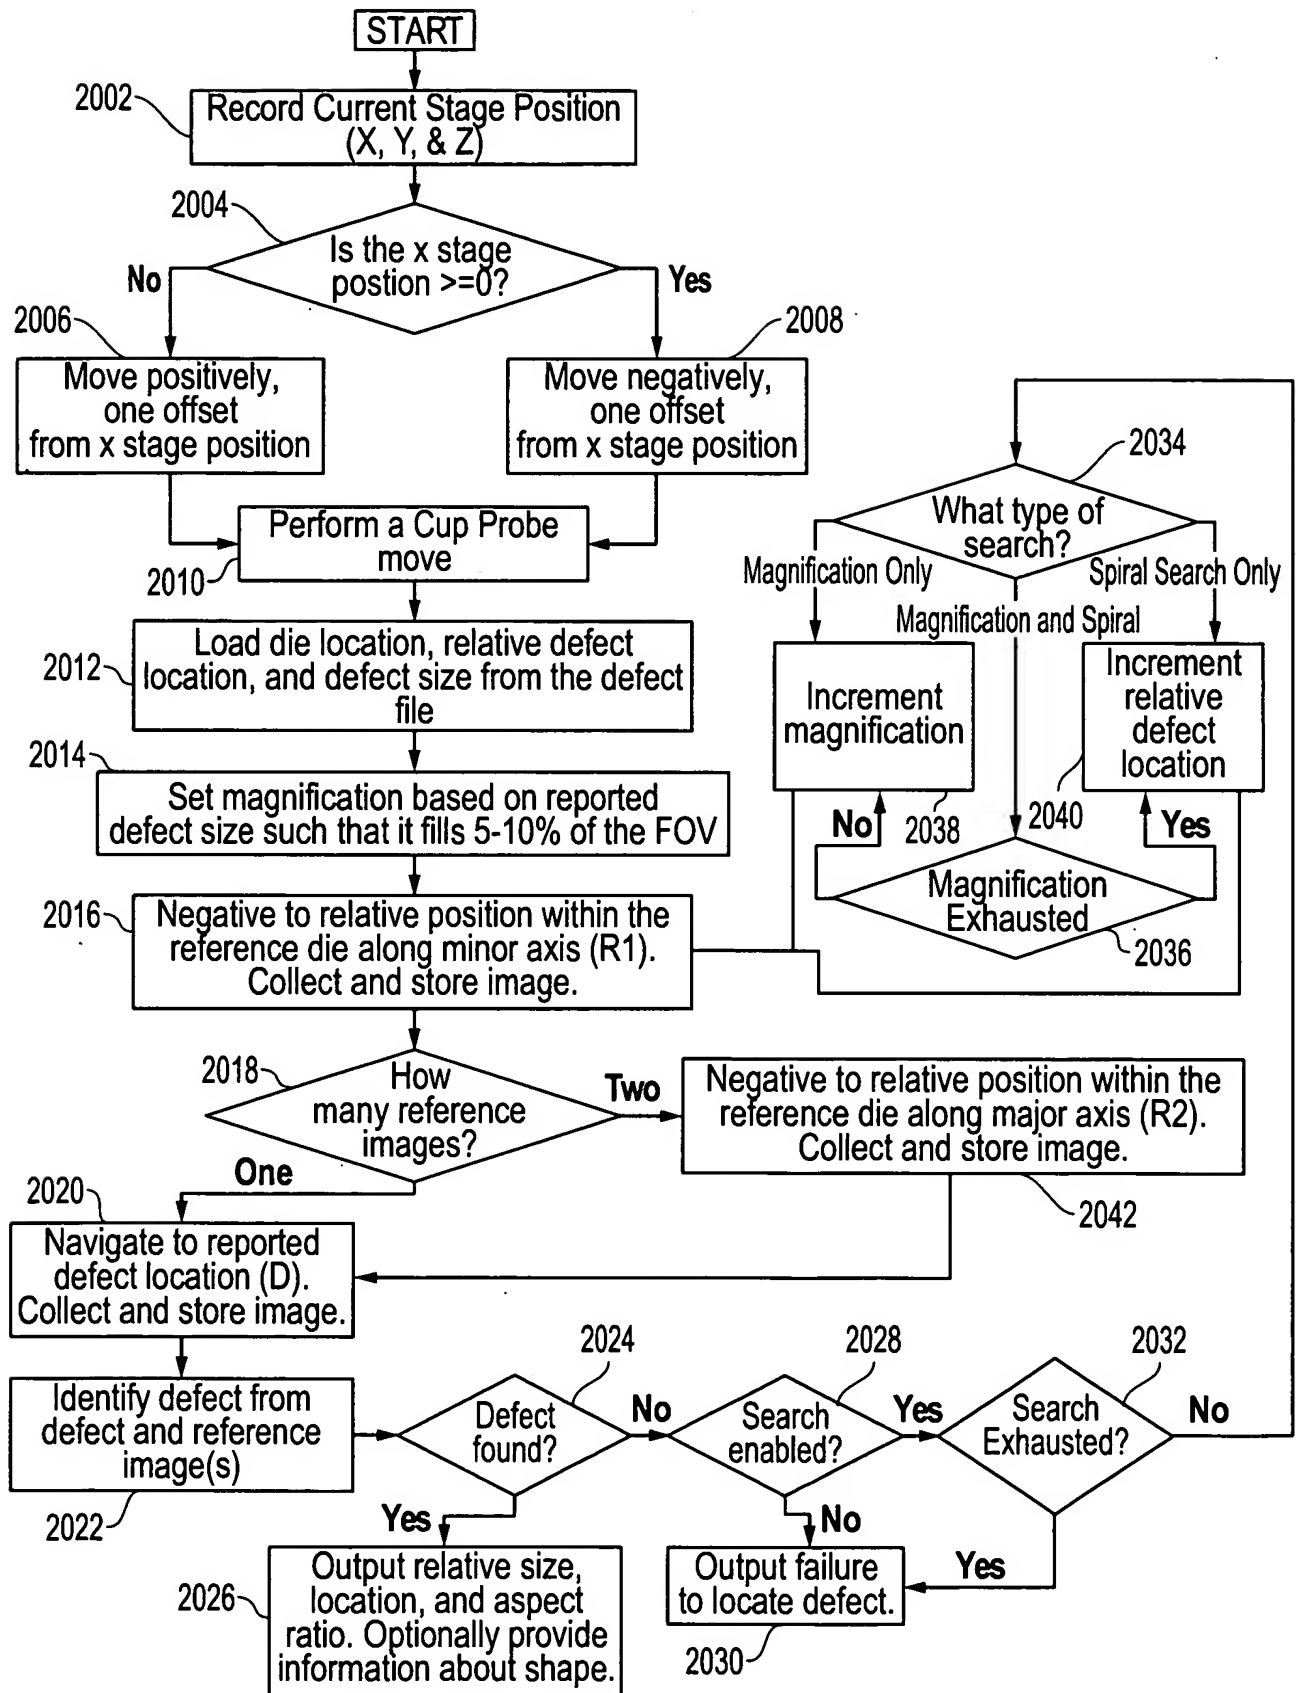 START
2002
Record Current Stage Position
(X, Y, & Z)
2004
Is the x stage
postion >=0?
No
Yes
2006
Move positively,
one offset
from x stage position
2008
Move negatively,
one offset
from x stage position
Perform a Cup Probe
move
2010
2012
Load die location, relative defect
location, and defect size from the defect
file
2014
Set magnification based on reported
defect size such that it fills 5-10% of the FOV
2016
Negative to relative position within the
reference die along minor axis (R1).
Collect and store image.
2018
How
many reference
images?
Two
One
Negative to relative position within the
reference die along major axis (R2).
Collect and store image.
2042
2020
Navigate to reported
defect location (D).
Collect and store image.
Identify defect from
defect and reference
image(s)
2022
2024
Defect
found?
Yes
No
2026
Output relative size,
location, and aspect
ratio. Optionally provide
information about shape.
2028
Search
enabled?
Yes
No
Output failure
to locate defect.
2030
2032
Search
Exhausted?
Yes
No
2034
What type of
search?
Magnification Only
Spiral Search Only
Magnification and Spiral
Increment
magnification
2038
Increment
relative
defect
location
2040
No
Yes
Magnification
Exhausted
2036